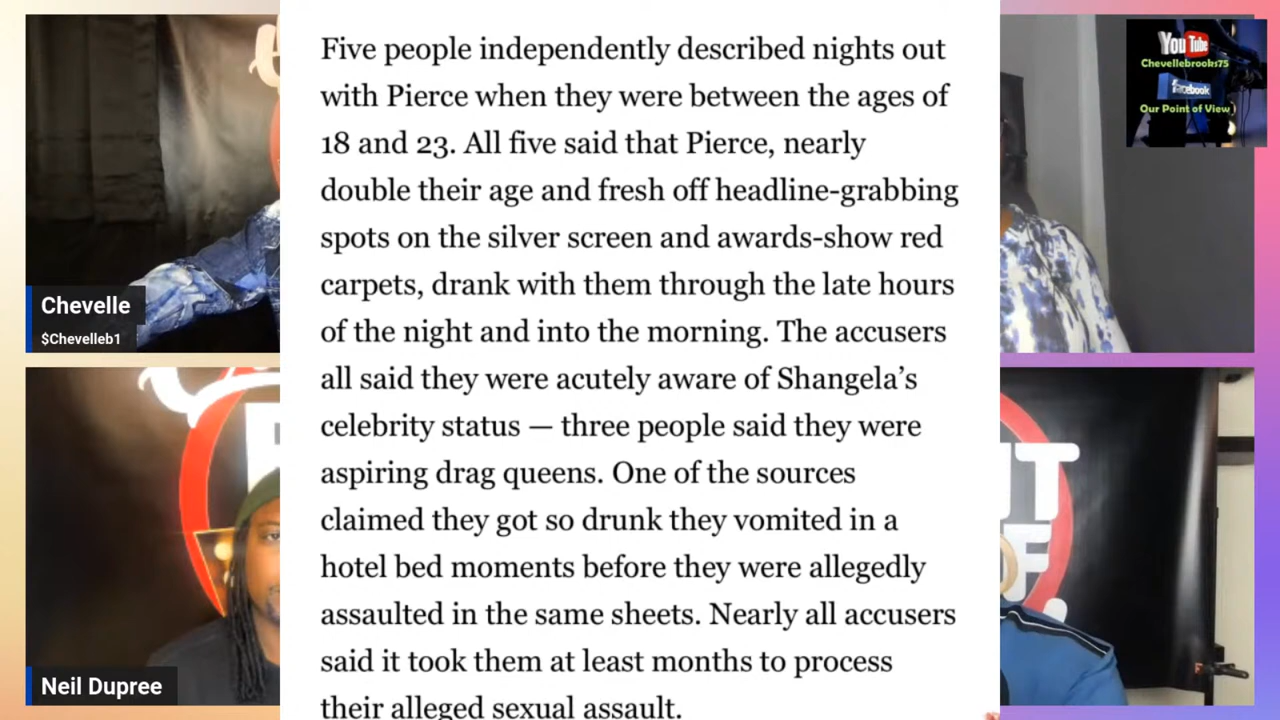 Five people independently described nights out
with Pierce when they were between the ages of
18 and 23. All five said that Pierce, nearly
double their age and fresh off headline-grabbing
spots on the silver screen and awards-show red
carpets, drank with them through the late hours
of the night and into the morning. The accusers
all said they were acutely aware of Shangela’s
celebrity status — three people said they were
aspiring drag queens. One of the sources
claimed they got so drunk they vomited in a
hotel bed moments before they were allegedly
assaulted in the same sheets. Nearly all accusers
said it took them at least months to process
their alleged sexual assault.
Chevelle
$Chevelleb1
Neil Dupree
YouTube
Chevellebrooks75
facebook
Our Point of View